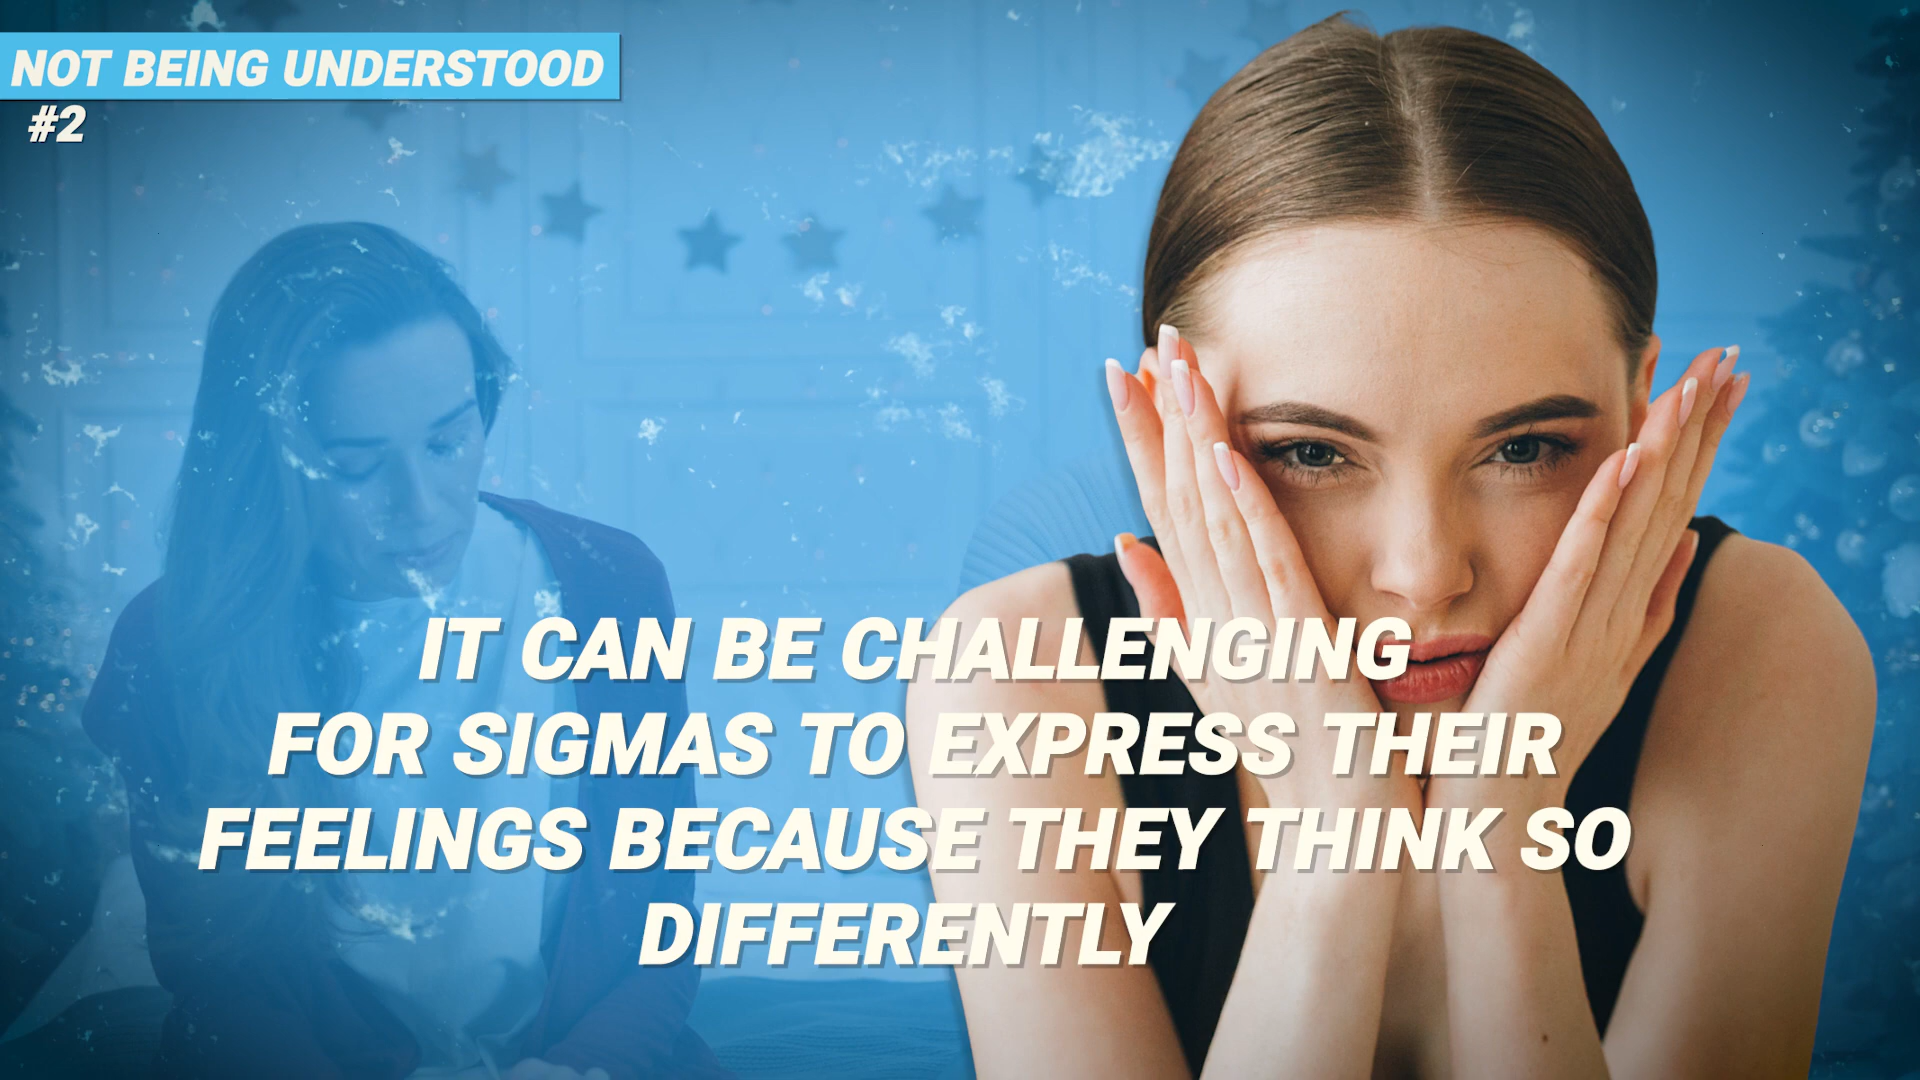 NOT BEING UNDERSTOOD
#2
IT CAN BE CHALLENGING
FOR SIGMAS TO EXPRESS THEIR
FEELINGS BECAUSE THEY THINK SO
DIFFERENTLY